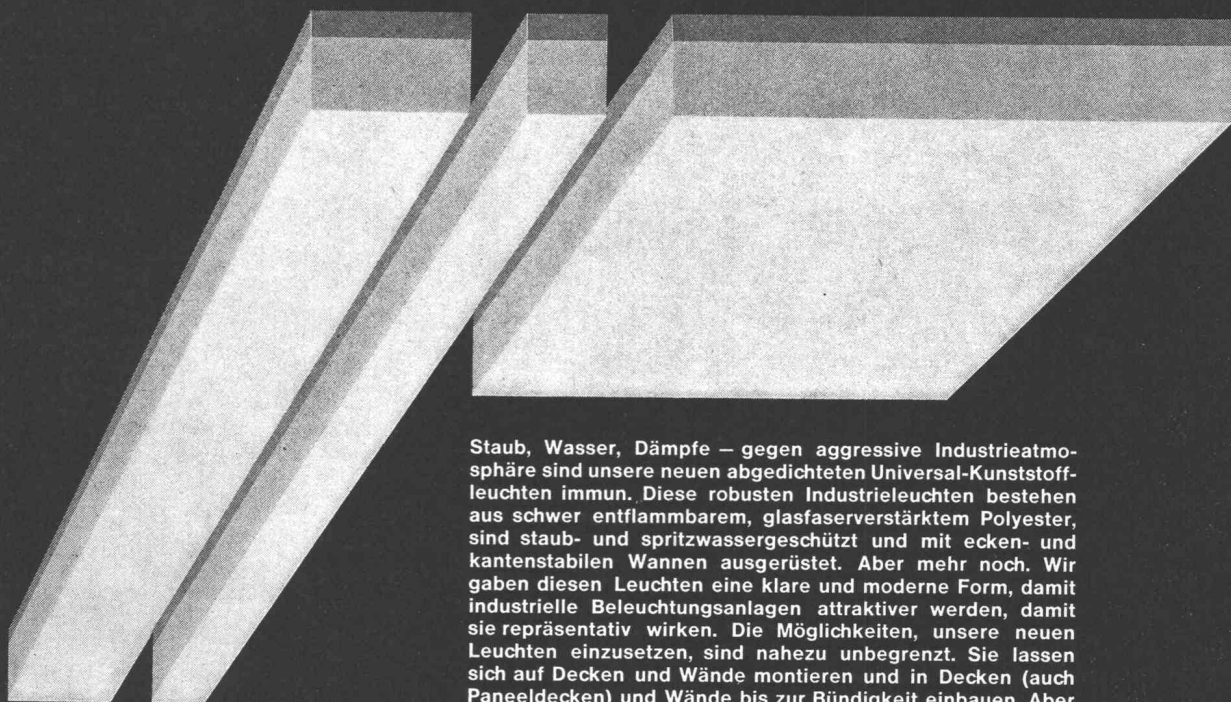 Staub, Wasser, Dämpfe – gegen aggressive Industrieatmo-
sphäre sind unsere neuen abgedichteten Universal-Kunststoff-
leuchten immun. Diese robusten Industrieleuchten bestehen
aus schwer entflammbarem, glasfaserverstärktem Polyester,
sind staub- und spritzwassergeschützt und mit ecken- und
kantenstabilen Wannen ausgerüstet. Aber mehr noch. Wir
gaben diesen Leuchten eine klare und moderne Form, damit
industrielle Beleuchtungsanlagen attraktiver werden, damit
sie repräsentativ wirken. Die Möglichkeiten, unsere neuen
Leuchten einzusetzen, sind nahezu unbegrenzt. Sie lassen
sich auf Decken und Wände montieren und in Decken (auch
Paneeldecken) und Wände bis zur Bündigkeit einbauen. Aber